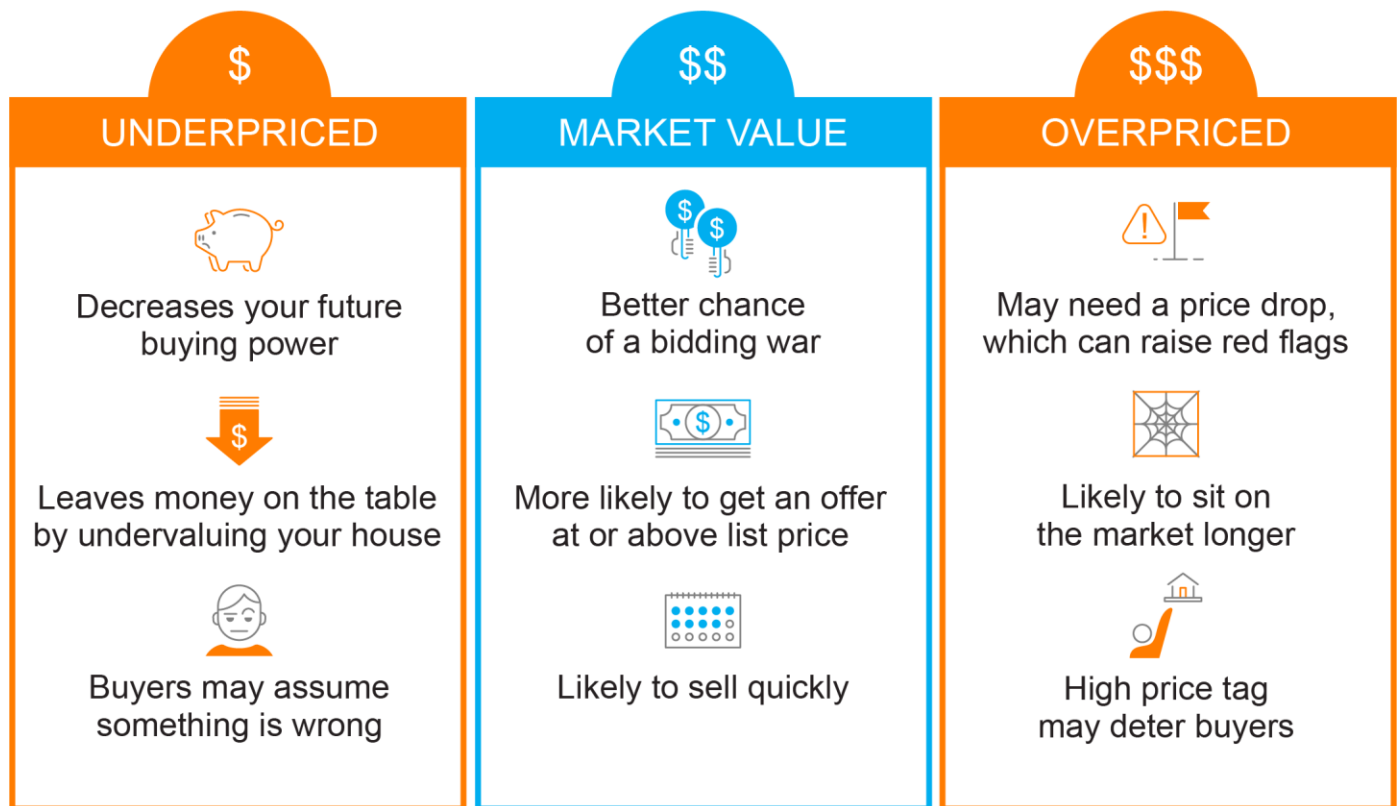 $
UNDERPRICED
Decreases your future
buying power
$
Leaves money on the table
by undervaluing your house
Buyers may assume
something is wrong
$$
MARKET VALUE
$
$
Better chance
of a bidding war
$
More likely to get an offer
at or above list price
Likely to sell quickly
$$$
OVERPRICED
!
May need a price drop,
which can raise red flags
Likely to sit on
the market longer
High price tag
may deter buyers